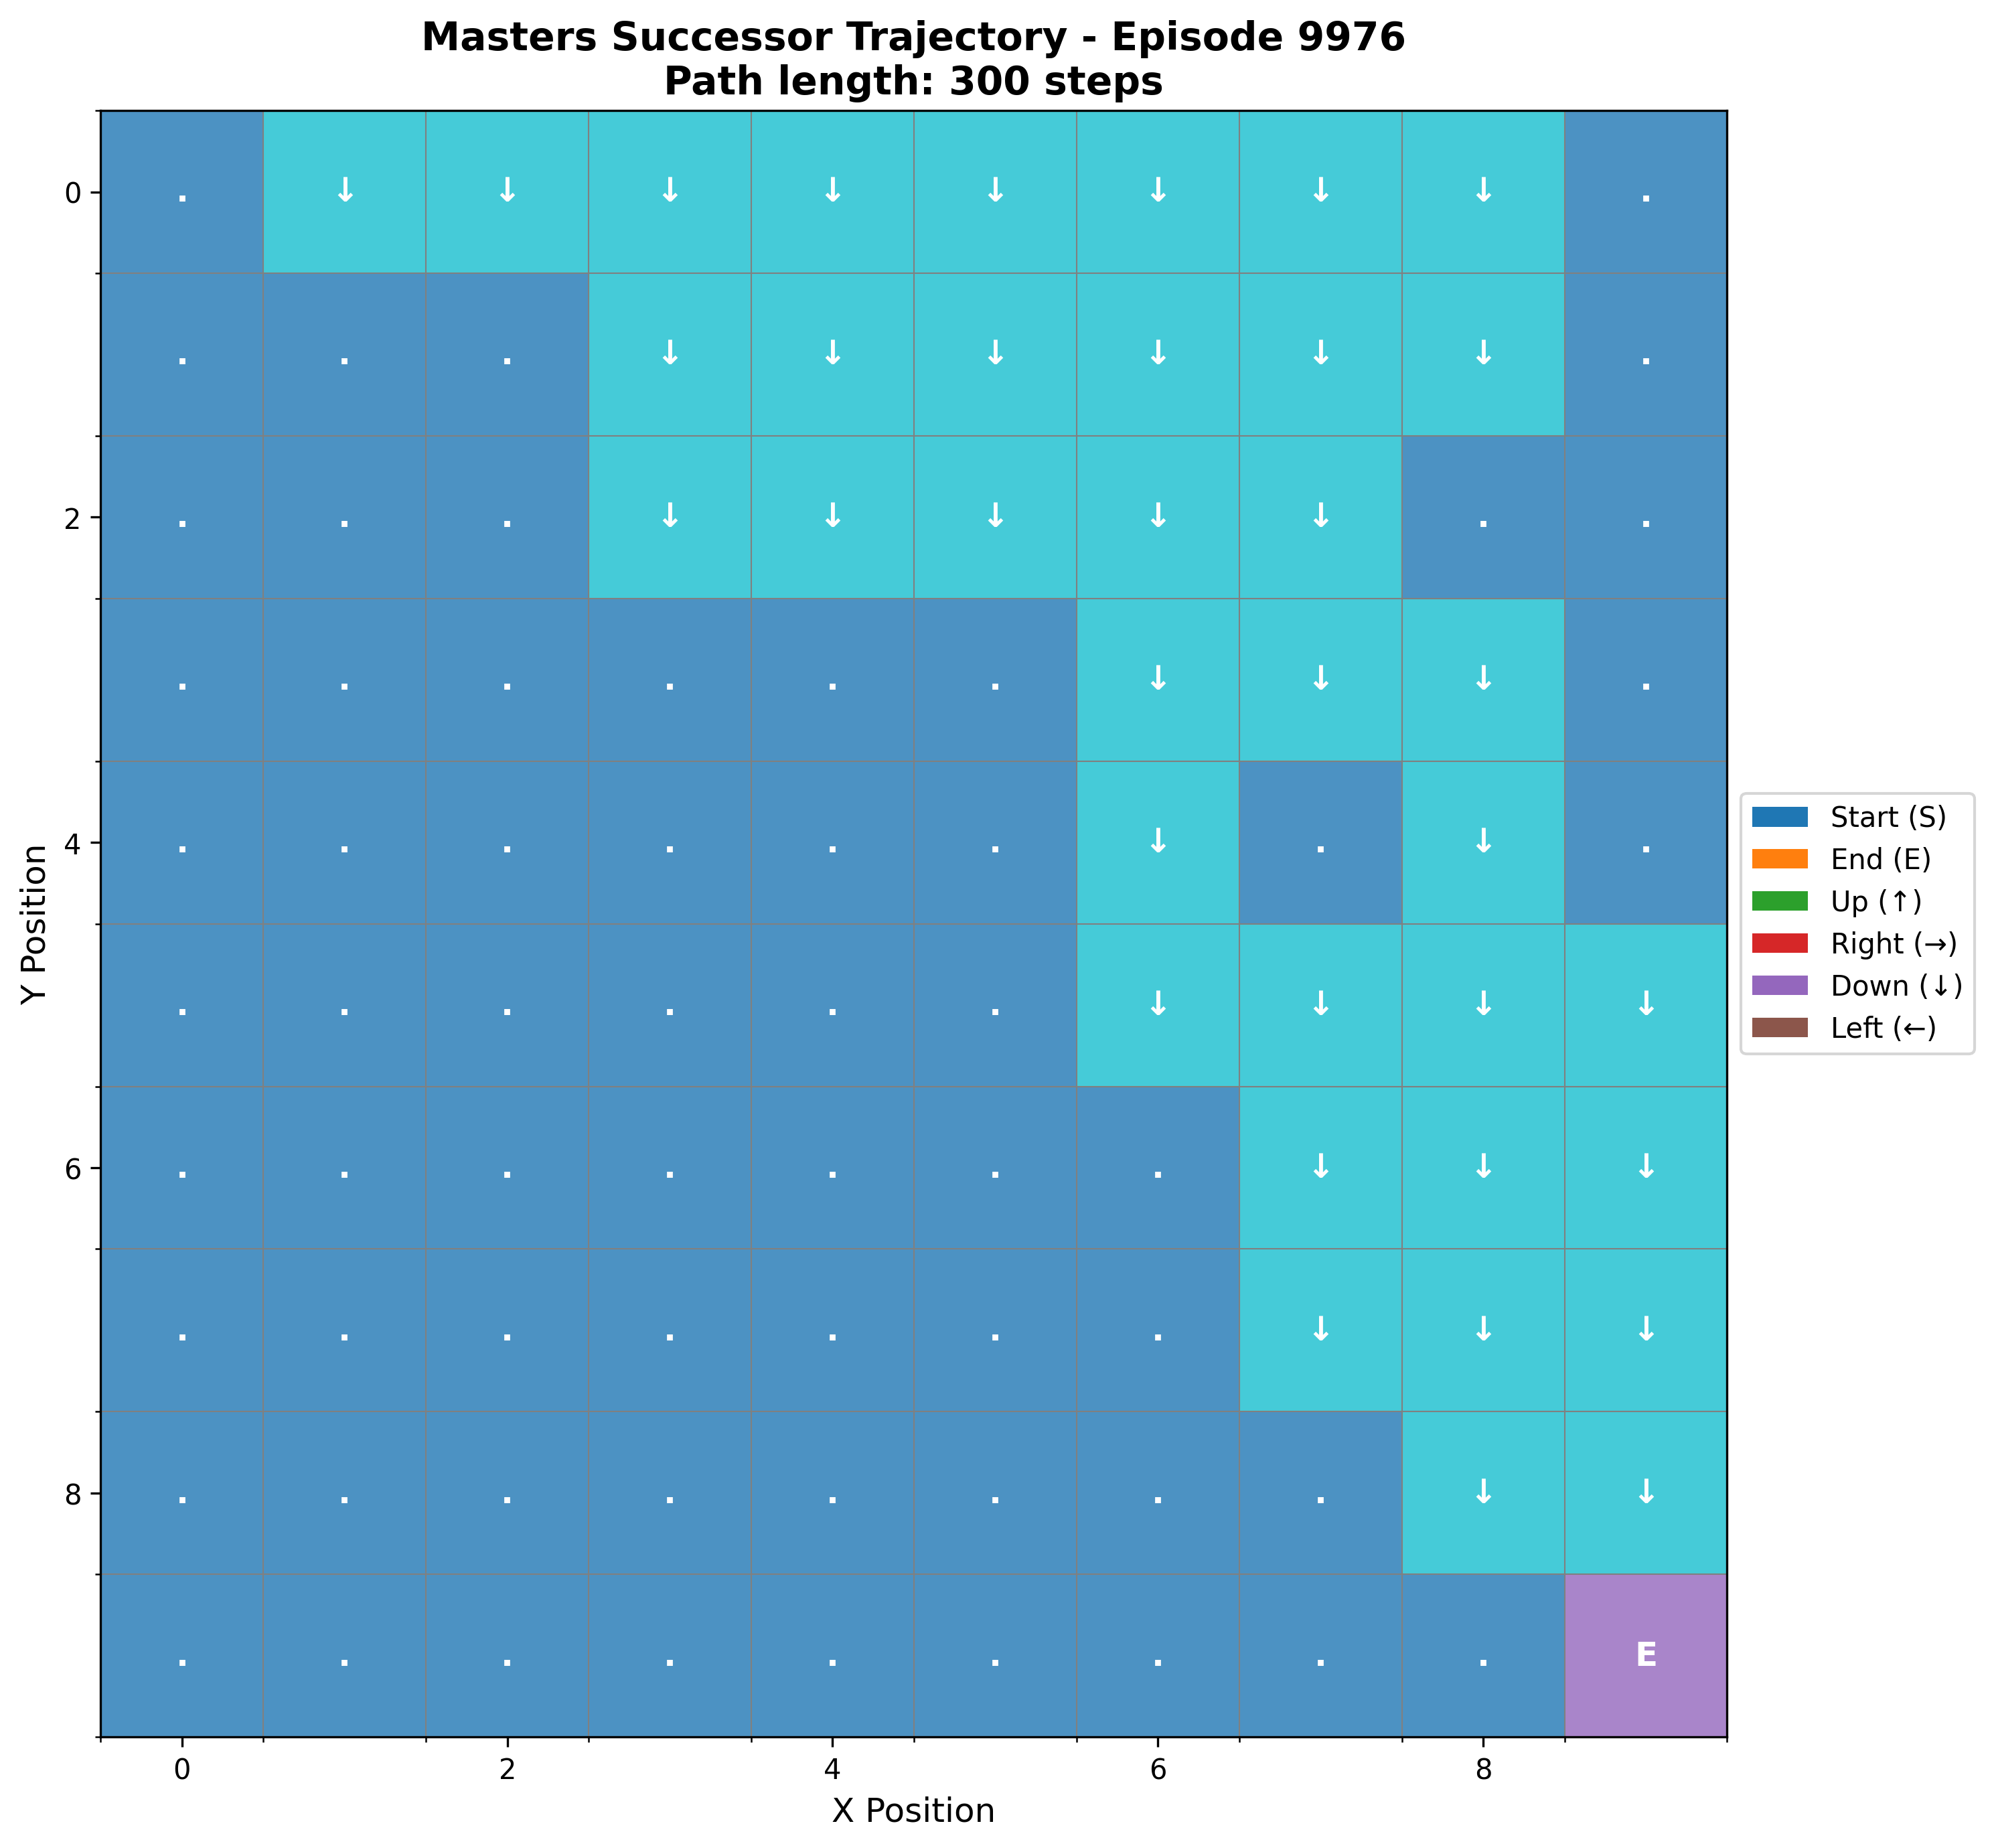 Masters Successor Trajectory - Episode 9976
Path length: 300 steps
0 . ↓ ↓ ↓ ↓ ↓ ↓ ↓ ↓ .
. . . ↓ ↓ ↓ ↓ ↓ ↓ .
2 . . . ↓ ↓ ↓ ↓ ↓ . .
. . . . . . ↓ ↓ ↓ .
4 . . . . . . ↓ . ↓ .
. . . . . . ↓ ↓ ↓ ↓
6 . . . . . . . ↓ ↓ ↓
. . . . . . . ↓ ↓ ↓
8 . . . . . . . . ↓ ↓
. . . . . . . . . E
0 2 4 6 8
X Position
Y Position
Start (S)
End (E)
Up (↑)
Right (→)
Down (↓)
Left (←)